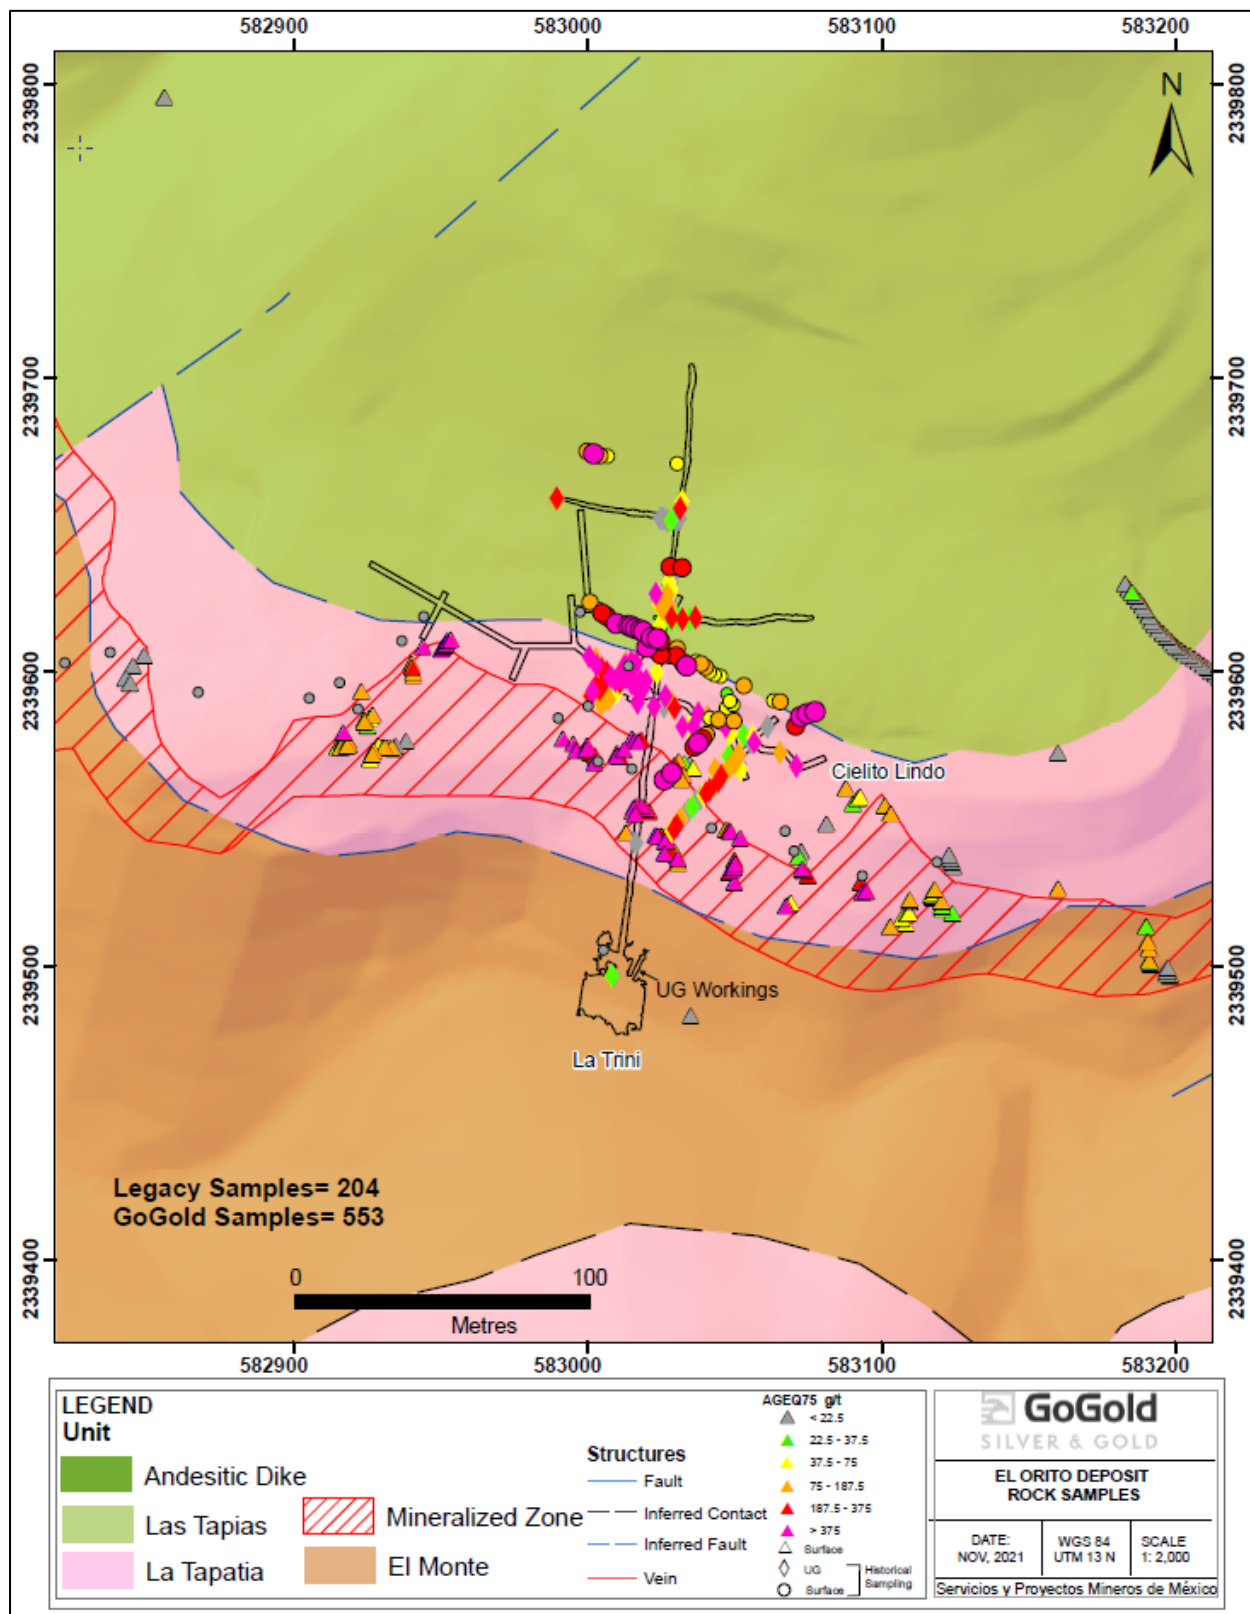 582900 583000 583100 583200
2339800 2339800
N
2339700 2339700
2339600 2339600
Cielito Lindo
2339500 2339500
UG Workings
La Trini
Legacy Samples= 204
GoGold Samples= 553
0 100
Metres
2339400 2339400
582900 583000 583100 583200
LEGEND
Unit
Andesitic Dike
Las Tapias
La Tapatia
Mineralized Zone
El Monte
Structures
Fault
Inferred Contact
Inferred Fault
Vein
AGEQ75 g/t
< 22.5
22.5 - 37.5
37.5 - 75
75 - 187.5
187.5 - 375
> 375
Surface
UG
Surface
Historical
Sampling
GoGold
SILVER & GOLD
EL ORITO DEPOSIT
ROCK SAMPLES
DATE:
NOV, 2021
WGS 84
UTM 13 N
SCALE
1: 2,000
Servicios y Proyectos Mineros de México